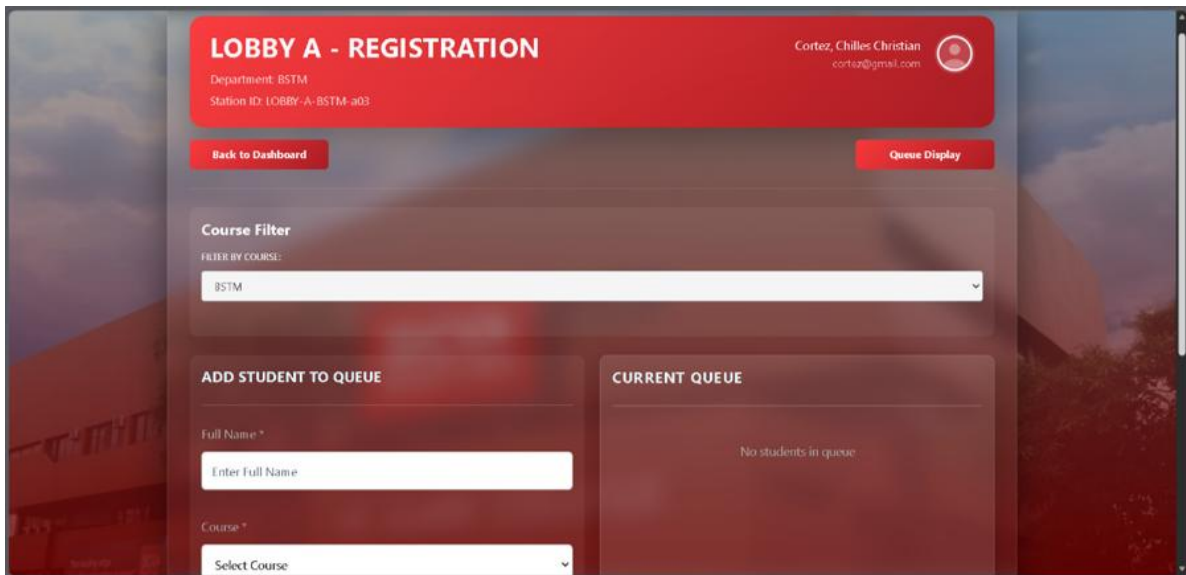 LOBBY A - REGISTRATION
Department: BSTM
Station ID: LOBBY-A-BSTM-a03
Cortez, Chilles Christian
cortez@gmail.com
Back to Dashboard
Queue Display
Course Filter
FILTER BY COURSE:
BSTM
ADD STUDENT TO QUEUE
Full Name *
Enter Full Name
Course *
Select Course
CURRENT QUEUE
No students in queue